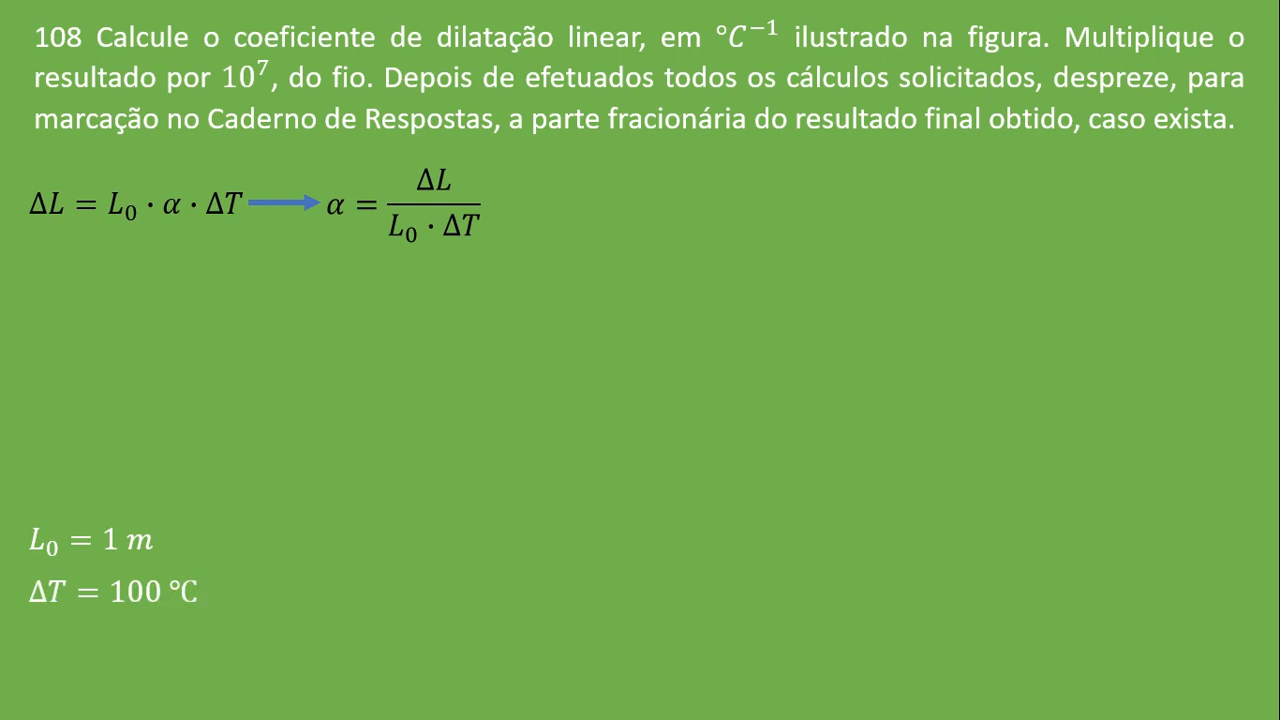 108 Calcule o coeficiente de dilatação linear, em °C⁻¹ ilustrado na figura. Multiplique o
resultado por 10⁷, do fio. Depois de efetuados todos os cálculos solicitados, despreze, para
marcação no Caderno de Respostas, a parte fracionária do resultado final obtido, caso exista.
ΔL = L₀ · α · ΔT → α = ΔL / (L₀ · ΔT)
L₀ = 1 m
ΔT = 100 °C